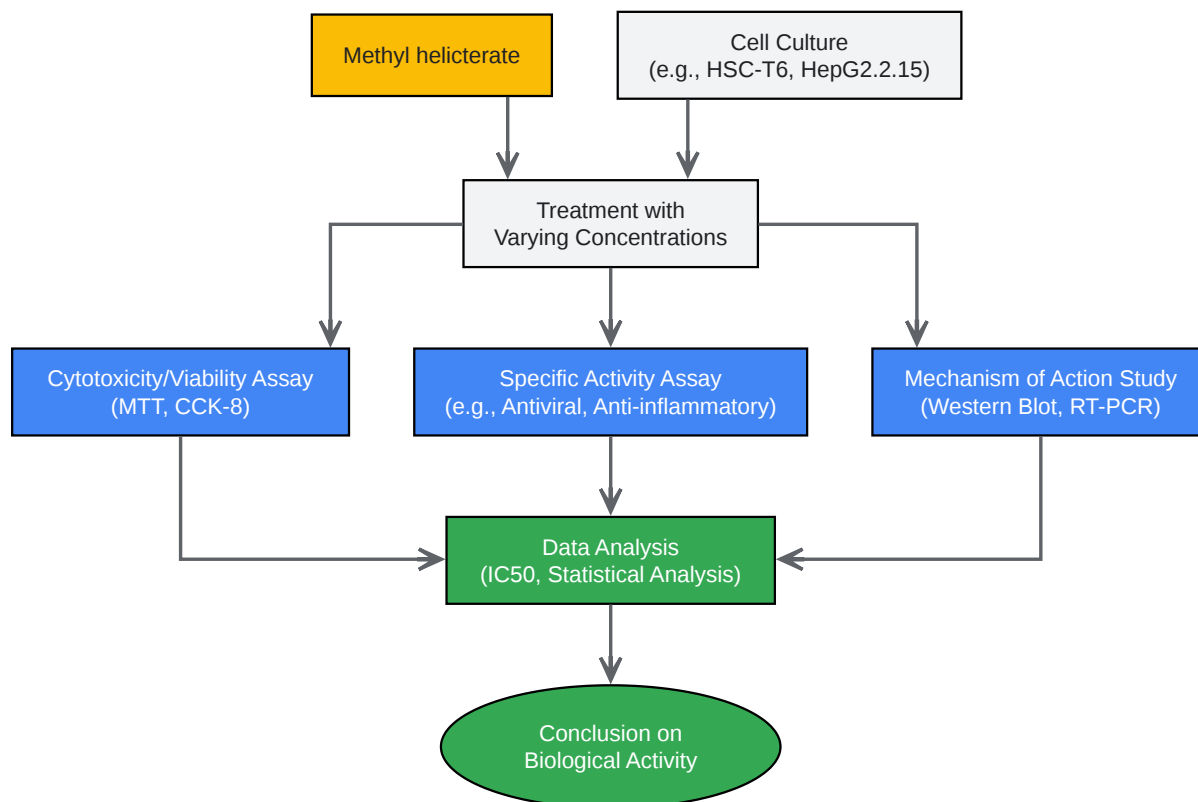 Methyl helicterate
Cell Culture
(e.g., HSC-T6, HepG2.2.15)
Treatment with
Varying Concentrations
Cytotoxicity/Viability Assay
(MTT, CCK-8)
Specific Activity Assay
(e.g., Antiviral, Anti-inflammatory)
Mechanism of Action Study
(Western Blot, RT-PCR)
Data Analysis
(IC50, Statistical Analysis)
Conclusion on
Biological Activity